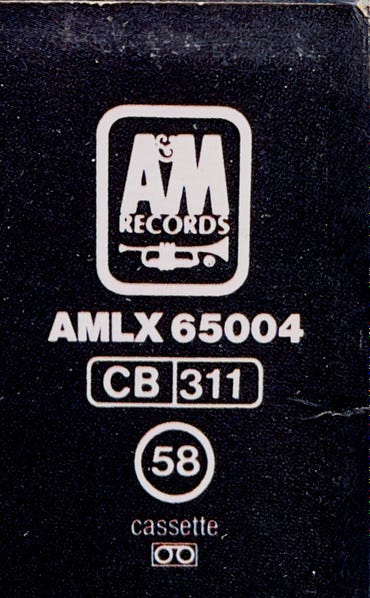 A&M
RECORDS
AMLX 65004
CB 311
58
cassette